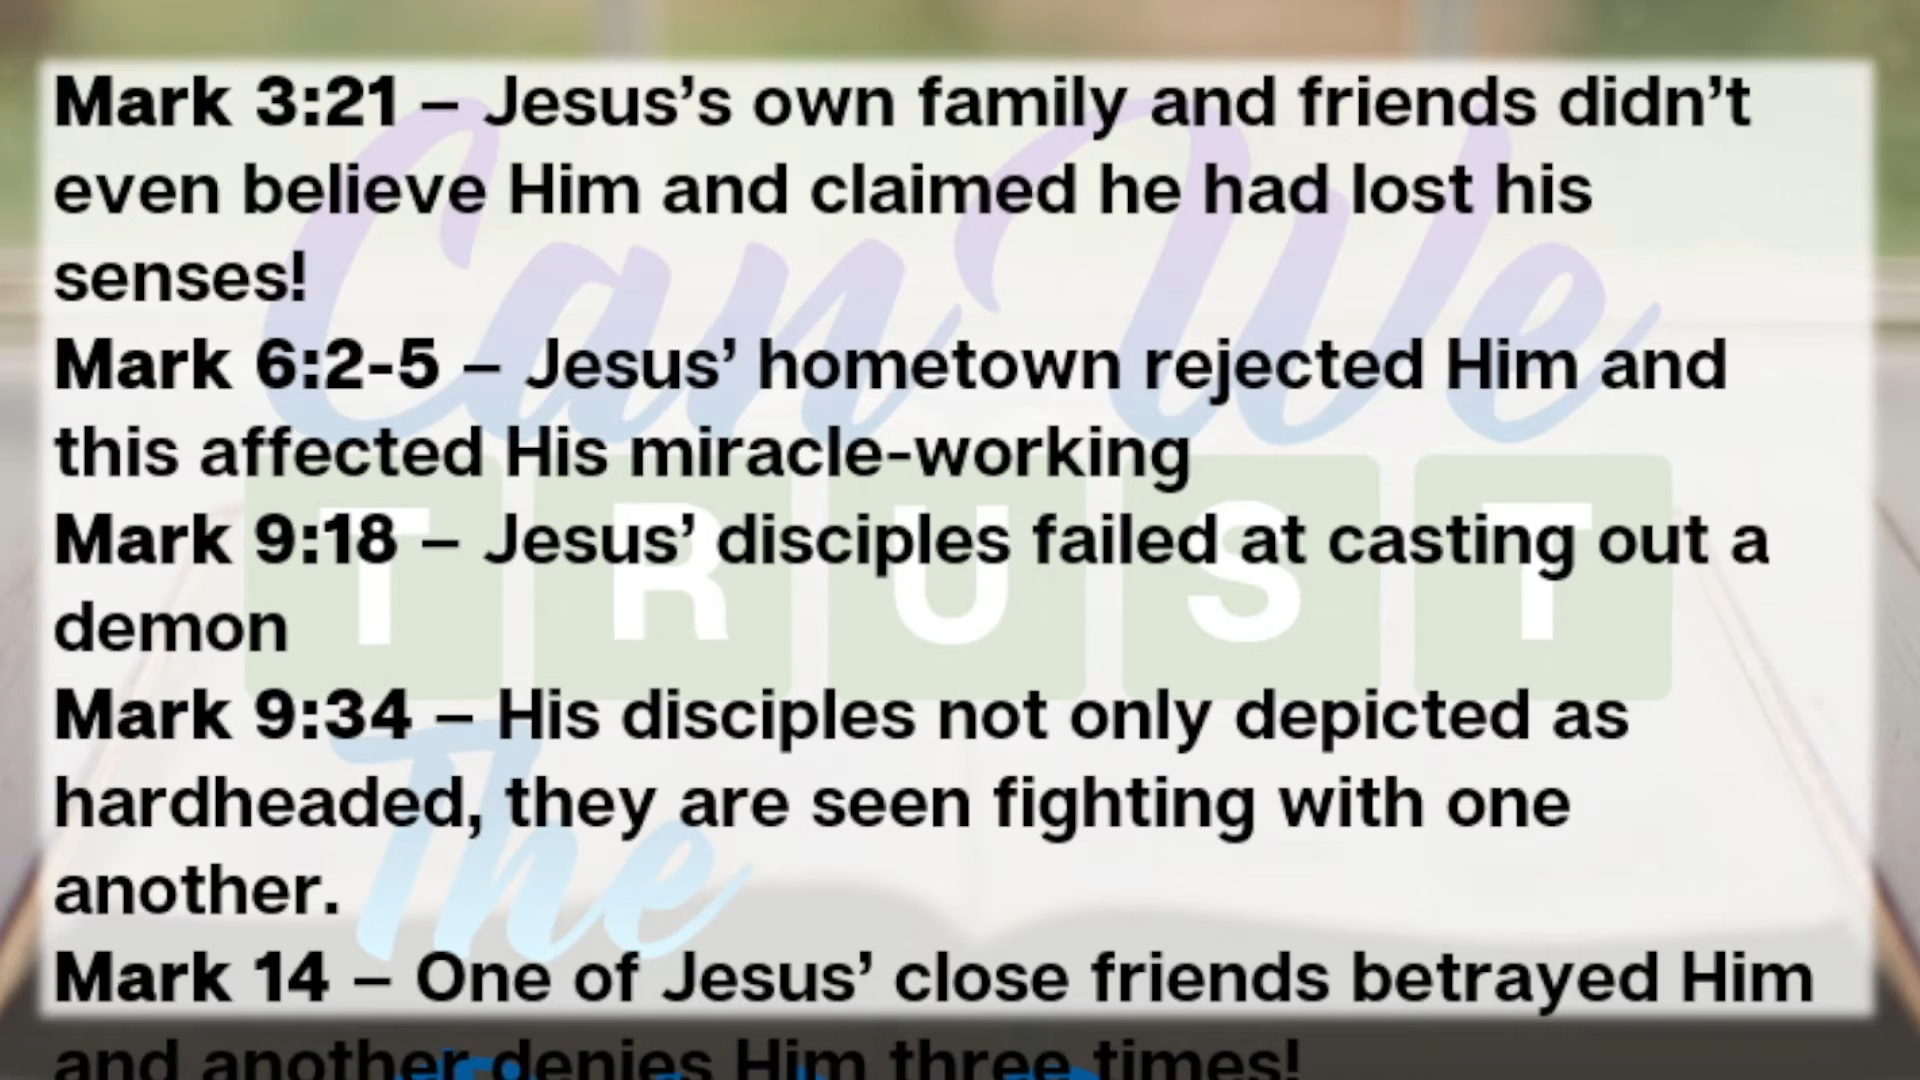 Mark 3:21 – Jesus’s own family and friends didn’t
even believe Him and claimed he had lost his
senses!
Mark 6:2-5 – Jesus’ hometown rejected Him and
this affected His miracle-working
Mark 9:18 – Jesus’ disciples failed at casting out a
demon
Mark 9:34 – His disciples not only depicted as
hardheaded, they are seen fighting with one
another.
Mark 14 – One of Jesus’ close friends betrayed Him
and another denies Him three times!
Can We
TRUST
The